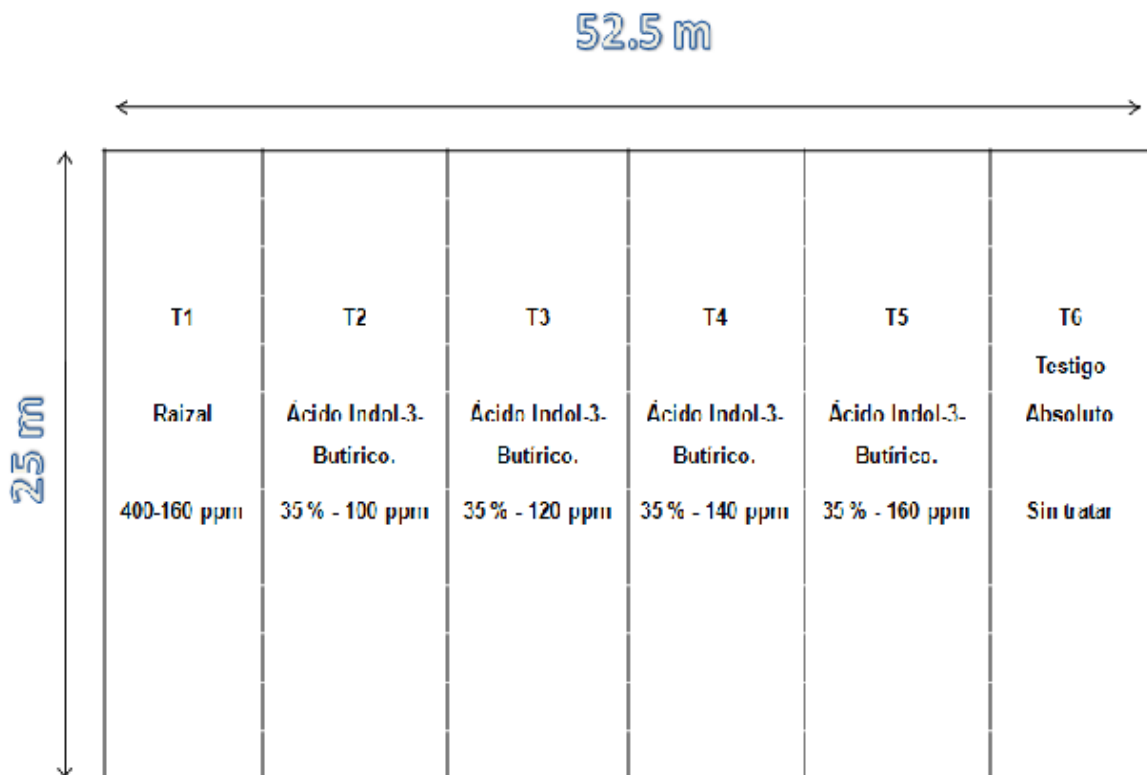 52.5 m
25 m
T1
Raizal
400-160 ppm
T2
Ácido Indol-3-
Butírico.
35 % - 100 ppm
T3
Ácido Indol-3-
Butírico.
35 % - 120 ppm
T4
Ácido Indol-3-
Butírico.
35 % - 140 ppm
T5
Ácido Indol-3-
Butírico.
35 % - 160 ppm
T6
Testigo
Absoluto
Sin tratar